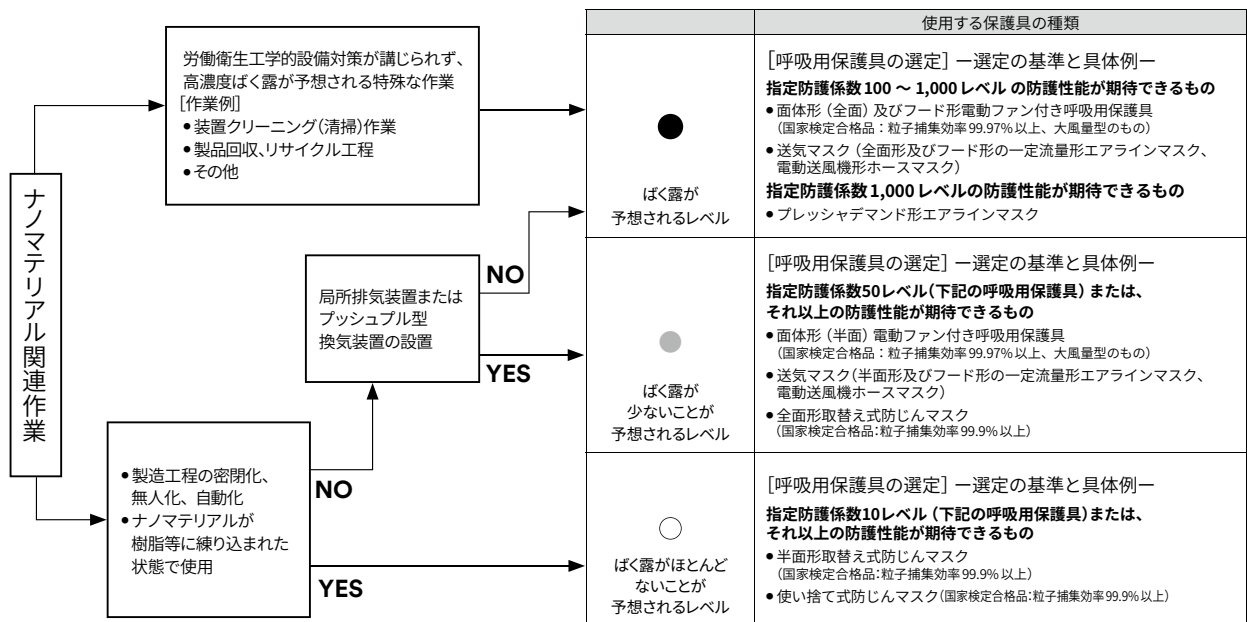 ナノマテリアル関連作業
労働衛生工学的設備対策が講じられず、
高濃度ばく露が予想される特殊な作業
[作業例]
●装置クリーニング(清掃)作業
●製品回収、リサイクル工程
●その他
局所排気装置または
プッシュプル型
換気装置の設置
NO
YES
●製造工程の密閉化、
無人化、自動化
●ナノマテリアルが
樹脂等に練り込まれた
状態で使用
NO
YES
使用する保護具の種類
●
ばく露が
予想されるレベル
[呼吸用保護具の選定] ー選定の基準と具体例ー
指定防護係数100 ～ 1,000レベル の防護性能が期待できるもの
●面体形(全面)及びフード形電動ファン付き呼吸用保護具
(国家検定合格品：粒子捕集効率99.97%以上、大風量型のもの)
●送気マスク(全面形及びフード形の一定流量形エアラインマスク、
電動送風機形ホースマスク)
指定防護係数1,000レベルの防護性能が期待できるもの
●プレッシャデマンド形エアラインマスク
●
ばく露が
少ないことが
予想されるレベル
[呼吸用保護具の選定] ー選定の基準と具体例ー
指定防護係数50レベル(下記の呼吸用保護具)または、
それ以上の防護性能が期待できるもの
●面体形(半面)電動ファン付き呼吸用保護具
(国家検定合格品：粒子捕集効率99.97%以上、大風量型のもの)
●送気マスク(半面形及びフード形の一定流量形エアラインマスク、
電動送風機ホースマスク)
●全面形取替え式防じんマスク
(国家検定合格品:粒子捕集効率99.9%以上)
○
ばく露がほとんど
ないことが
予想されるレベル
[呼吸用保護具の選定] ー選定の基準と具体例ー
指定防護係数10レベル(下記の呼吸用保護具)または、
それ以上の防護性能が期待できるもの
●半面形取替え式防じんマスク
(国家検定合格品:粒子捕集効率99.9%以上)
●使い捨て式防じんマスク(国家検定合格品:粒子捕集効率99.9%以上)